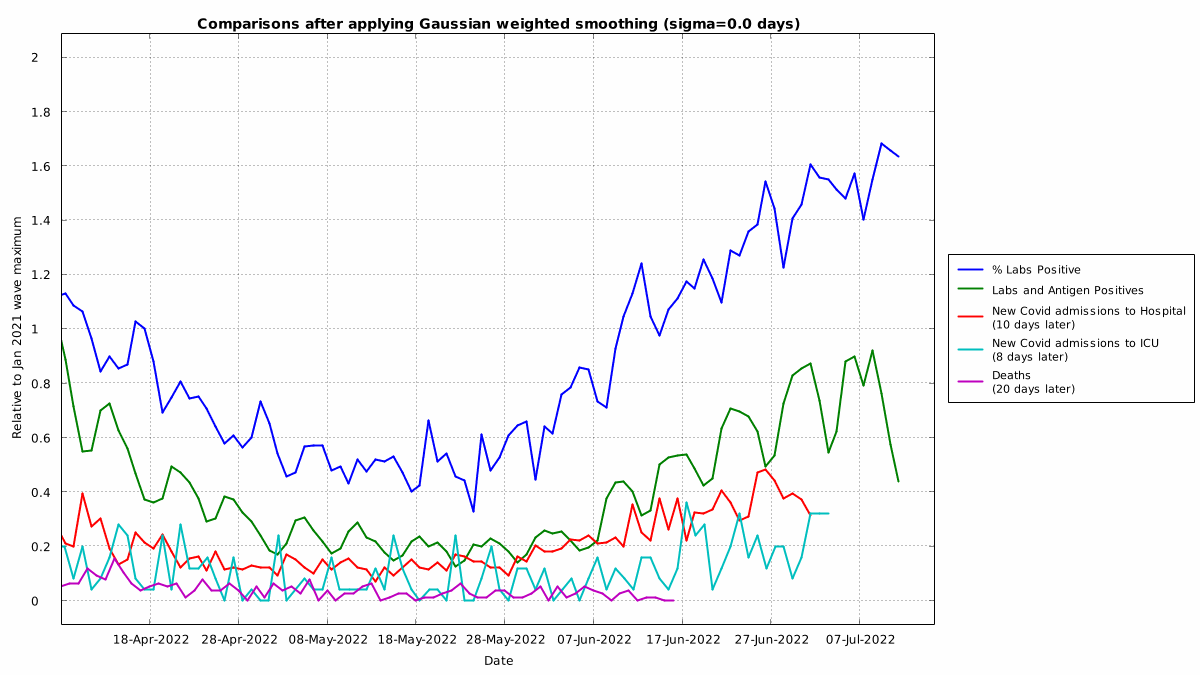 Comparisons after applying Gaussian weighted smoothing (sigma=0.0 days)
Relative to Jan 2021 wave maximum
2
1.8
1.6
1.4
1.2
1
0.8
0.6
0.4
0.2
0
18-Apr-2022 28-Apr-2022 08-May-2022 18-May-2022 28-May-2022 07-Jun-2022 17-Jun-2022 27-Jun-2022 07-Jul-2022
Date
% Labs Positive
Labs and Antigen Positives
New Covid admissions to Hospital
(10 days later)
New Covid admissions to ICU
(8 days later)
Deaths
(20 days later)